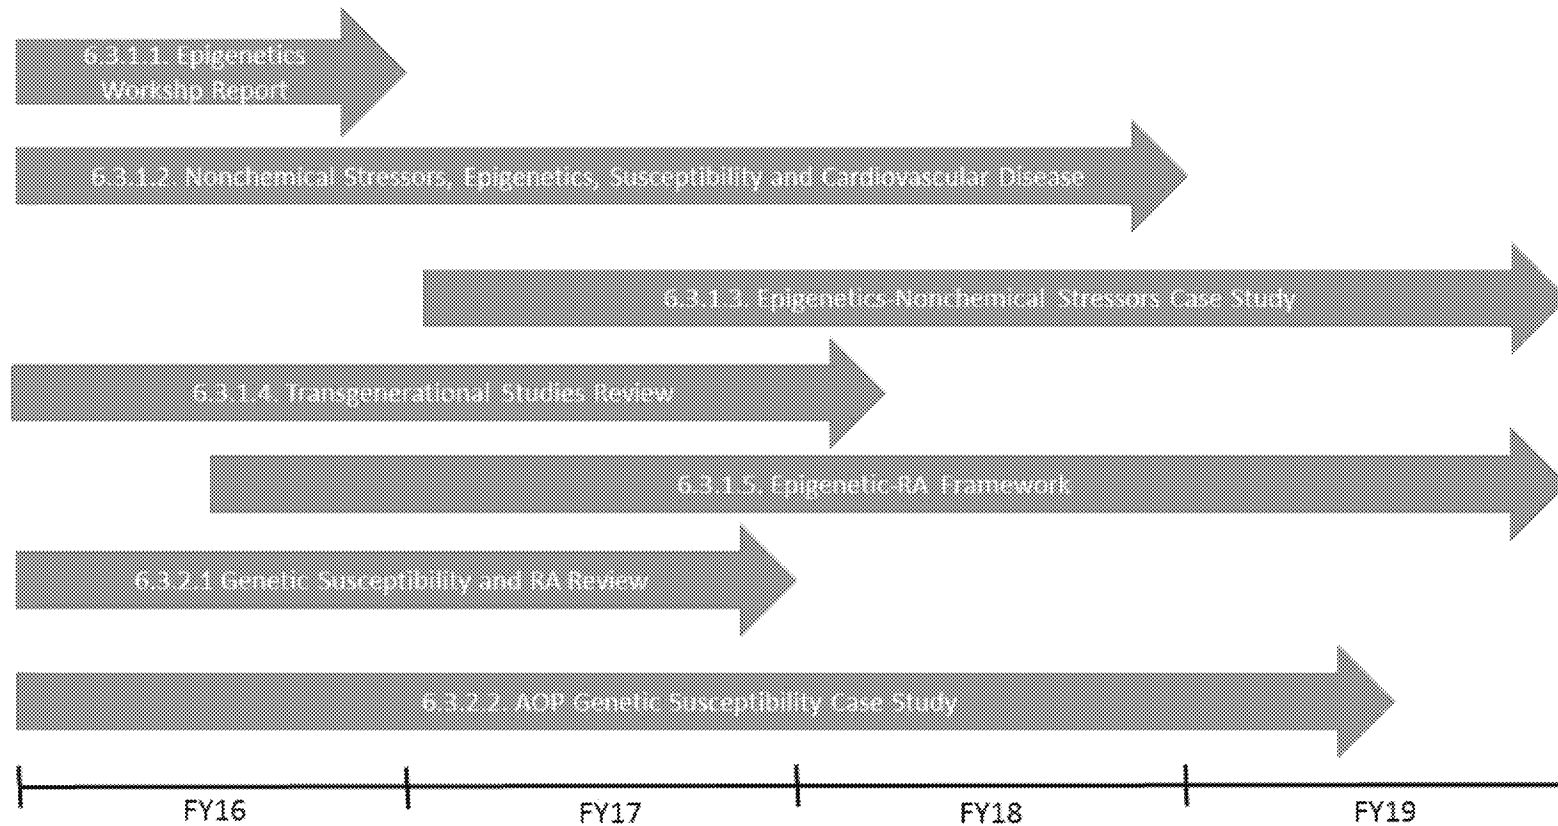 6.3.1.1. Epigenetics
Workshp Report
6.3.1.2. Nonchemical Stressors, Epigenetics, Susceptibility and Cardiovascular Disease
6.3.1.3. Epigenetics-Nonchemical Stressors Case Study
6.3.1.4. Transgenerational Studies Review
6.3.1.5. Epigenetic-RA Framework
6.3.2.1 Genetic Susceptibility and RA Review
6.3.2.2. AOP Genetic Susceptibility Case Study
FY16 FY17 FY18 FY19